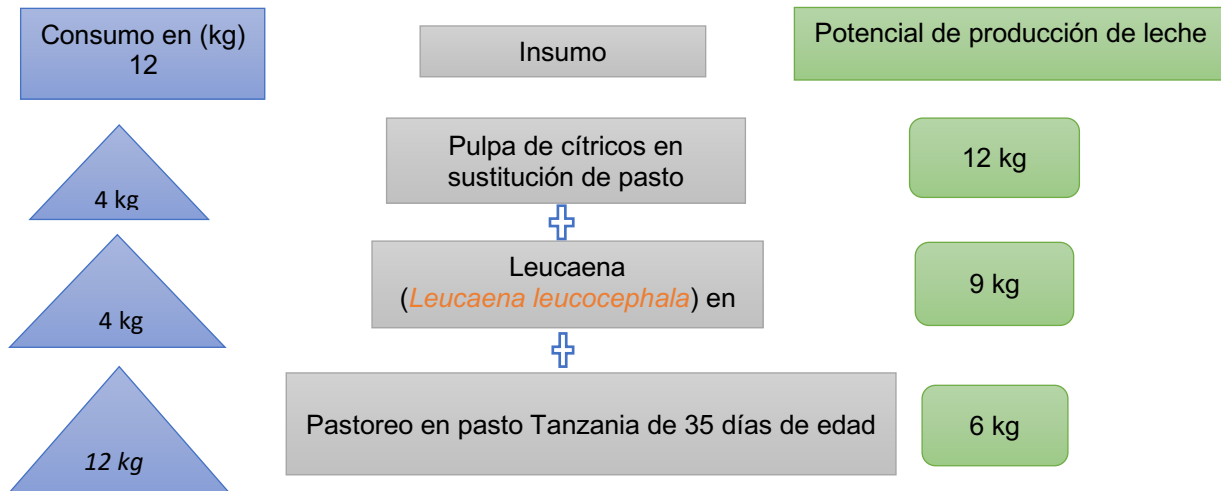 Consumo en (kg)
12
Insumo
Potencial de producción de leche
4 kg
Pulpa de cítricos en
sustitución de pasto
12 kg
4 kg
Leucaena
(Leucaena leucocephala) en
9 kg
12 kg
Pastoreo en pasto Tanzania de 35 días de edad
6 kg